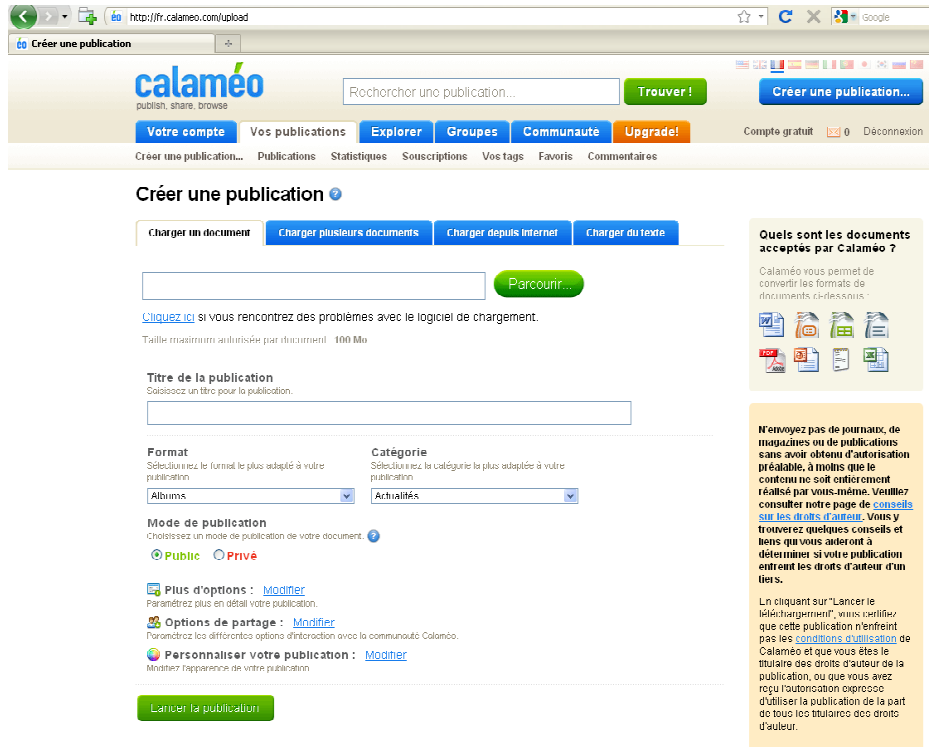 http://fr.calameo.com/upload
Google
Créer une publication
calaméo
publish, share, browse
Rechercher une publication...
Trouver !
Créer une publication...
Votre compte
Vos publications
Explorer
Groupes
Communauté
Upgrade!
Compte gratuit
0
Déconnexion
Créer une publication...
Publications
Statistiques
Souscriptions
Vos tags
Favoris
Commentaires
Créer une publication
Charger un document
Charger plusieurs documents
Charger depuis Internet
Charger du texte
Parcourir...
Cliquez ici si vous rencontrez des problèmes avec le logiciel de chargement.
Taille maximum autorisée par document : 100 Mo
Titre de la publication
Saisissez un titre pour la publication.
Format
Sélectionnez le format le plus adapté à votre
publication
Albums
Catégorie
Sélectionnez la catégorie la plus adaptée à votre
publication
Actualités
Mode de publication
Choisissez un mode de publication de votre document.
Public
Privé
Plus d'options : Modifier
Paramétrez plus en détail votre publication.
Options de partage : Modifier
Paramétrez les différentes options d'interaction avec la communauté Calaméo.
Personnaliser votre publication : Modifier
Modifiez l'apparence de votre publication
Lancer la publication
Quels sont les documents
acceptés par Calaméo ?
Calaméo vous permet de
convertir les formats de
documents ci-dessous :
PDF
N'envoyez pas de journaux, de
magazines ou de publications
sans avoir obtenu d'autorisation
préalable, à moins que le
contenu ne soit entièrement
réalisé par vous-même. Veuillez
consulter notre page de conseils
sur les droits d'auteur. Vous y
trouverez quelques conseils et
liens qui vous aideront à
déterminer si votre publication
enfreint les droits d'auteur d'un
tiers.
En cliquant sur "Lancer le
téléchargement", vous certifiez
que cette publication n'enfreint
pas les conditions d'utilisation de
Calaméo et que vous êtes le
titulaire des droits d'auteur de la
publication, ou que vous avez
reçu l'autorisation expresse
d'utiliser la publication de la part
de tous les titulaires des droits
d'auteur.